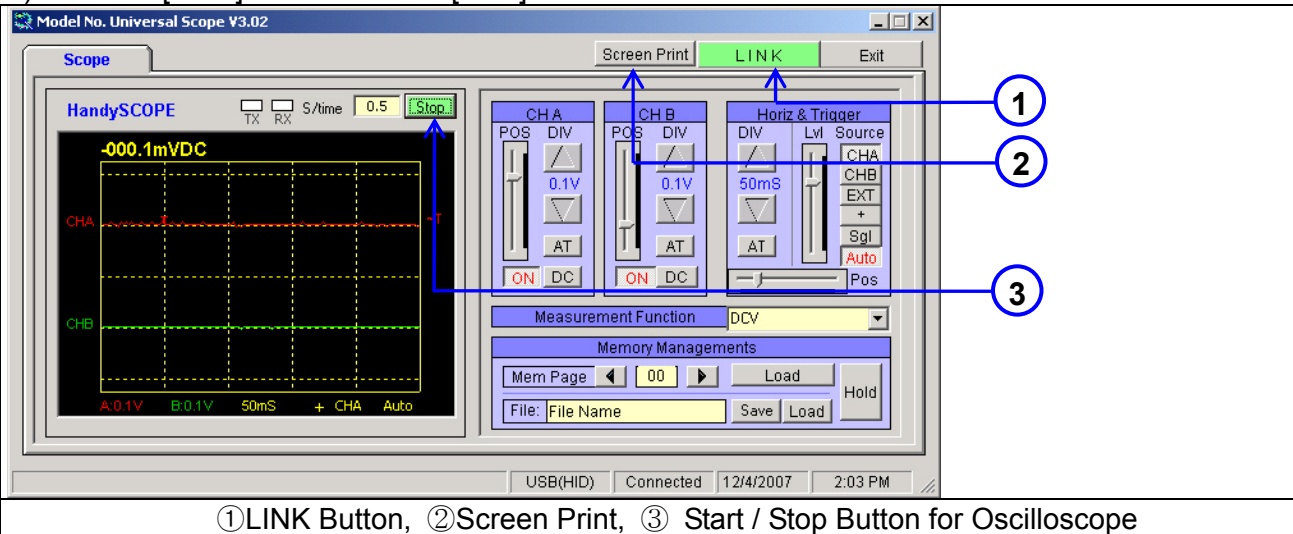 Model No. Universal Scope V3.02
Scope
Screen Print
LINK
Exit
HandySCOPE
TX RX
S/time 0.5 Stop
-000.1mVDC
CHA
T
CHB
A:0.1V B:0.1V 50mS + CHA Auto
CH A
POS DIV
0.1V
AT
ON DC
CH B
POS DIV
0.1V
AT
ON DC
Horiz & Trigger
DIV Lvl Source
50mS
AT
CHA
CHB
EXT
+
Sgl
Auto
Pos
Measurement Function DCV
Memory Managements
Mem Page 00 Load
Hold
File: File Name Save Load
USB(HID) Connected 12/4/2007 2:03 PM
1
2
3
①LINK Button, ②Screen Print, ③ Start / Stop Button for Oscilloscope